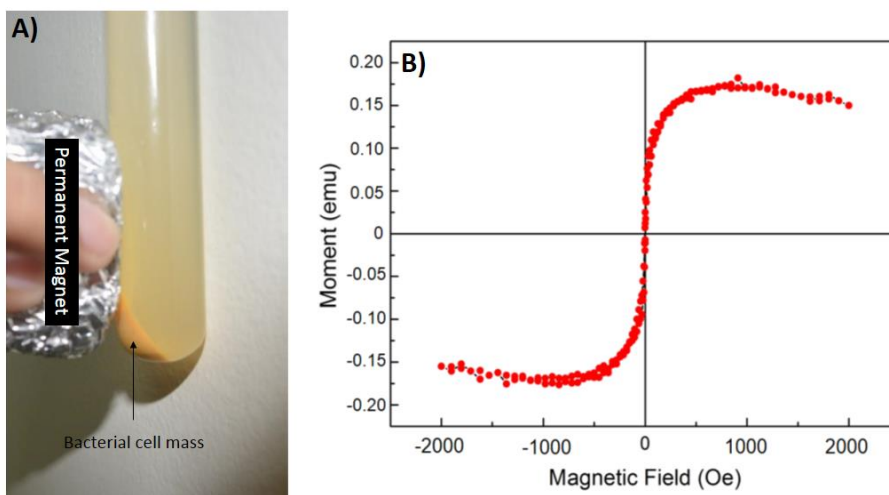 A)
Permanent Magnet
Bacterial cell mass
B)
Moment (emu)
0.20
0.15
0.10
0.05
0
-0.05
-0.10
-0.15
-0.20
-2000
-1000
0
1000
2000
Magnetic Field (Oe)